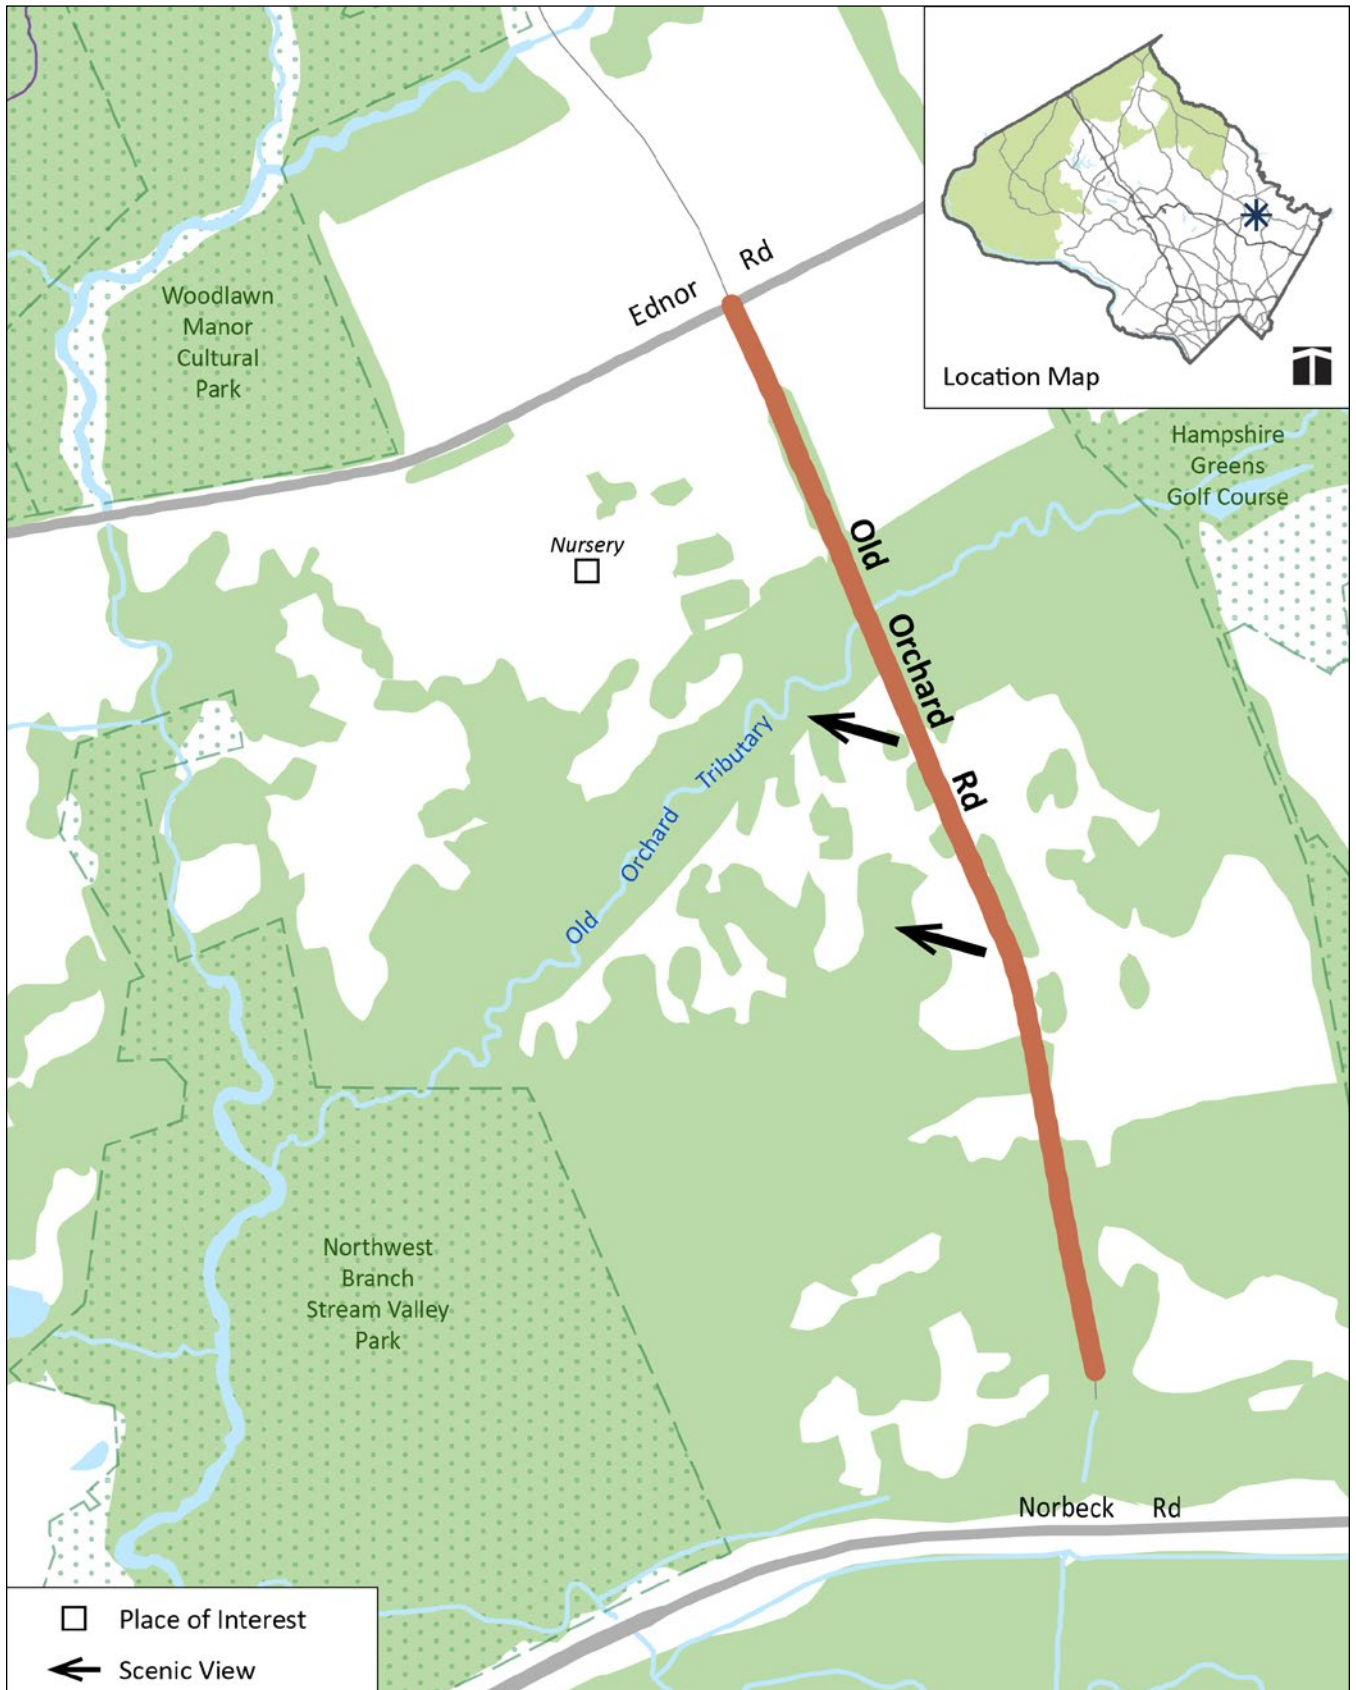 Location Map
Ednor Rd
Woodlawn
Manor
Cultural
Park
Hampshire
Greens
Golf Course
Nursery
Old Orchard Rd
Old Orchard Tributary
Northwest
Branch
Stream Valley
Park
Norbeck Rd
Place of Interest
Scenic View